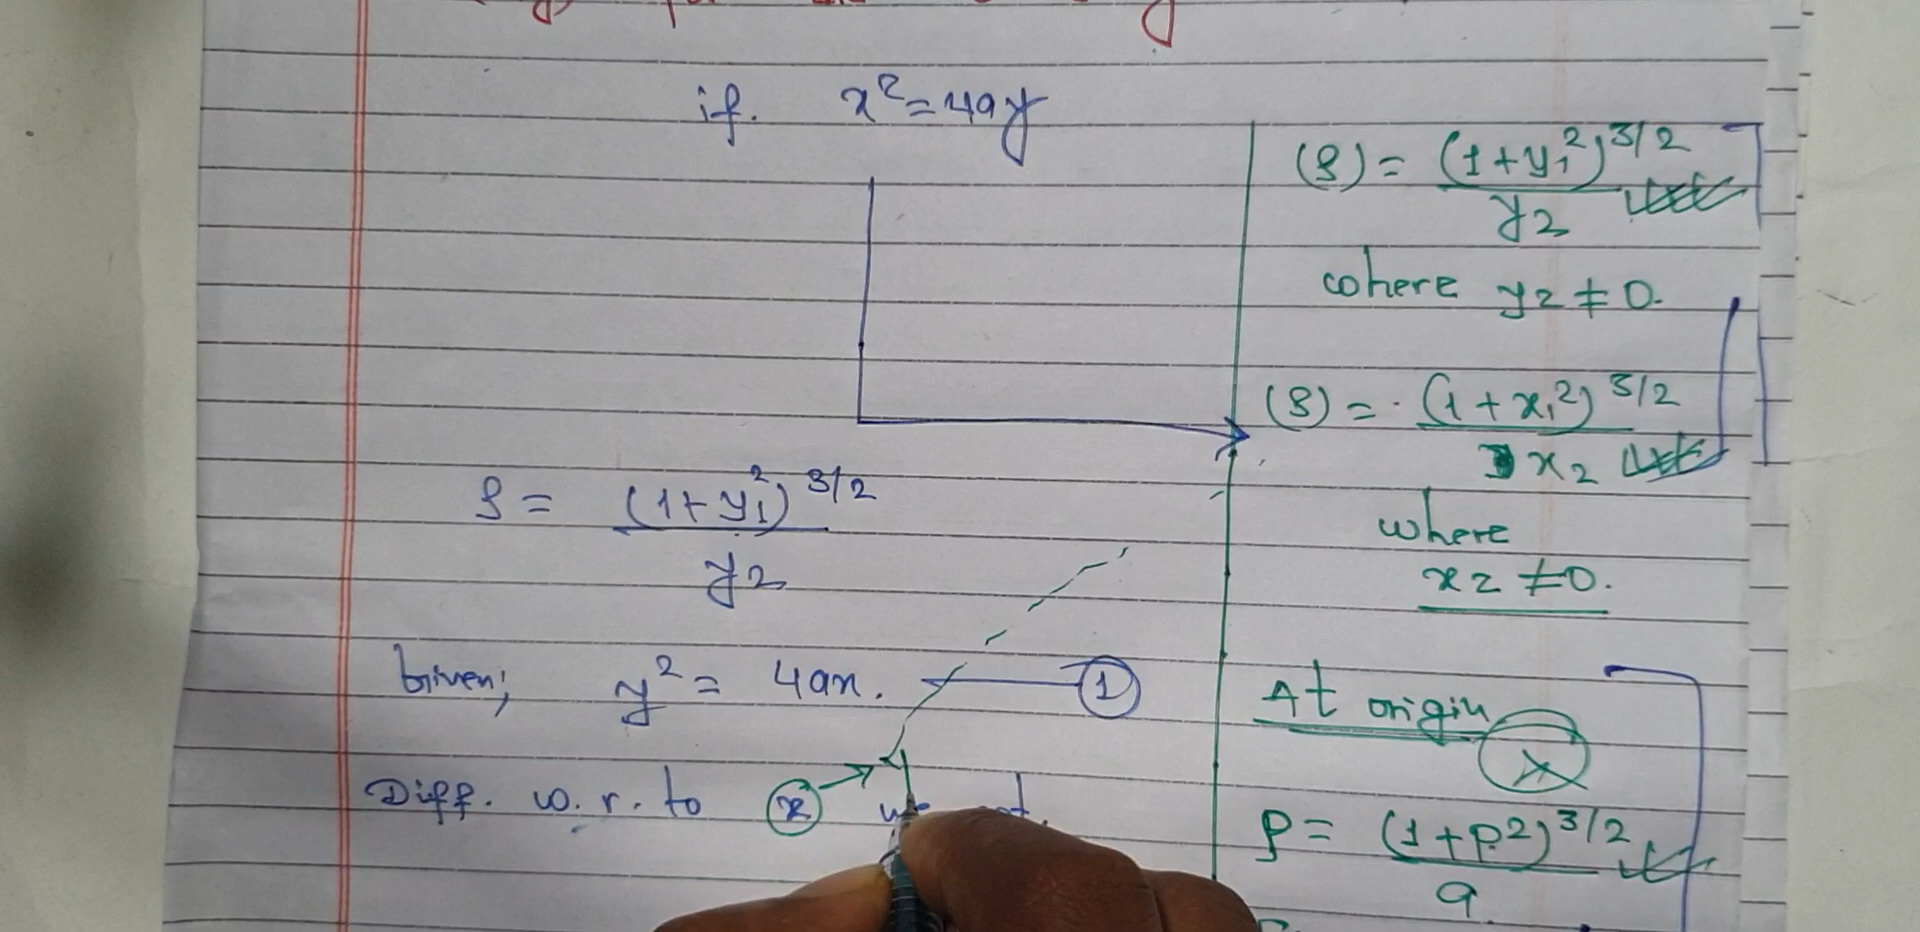 if. x²=4ay
(ρ) = (1+y₁²)^3/2 / y2
where y2 ≠ 0.
(ρ) = (1+x₁²)^3/2 / x2
where
x2 ≠ 0.
At origin
ρ = (1+p²)^3/2 / q.
ρ = (1+y₁²)^3/2 / y2
Given; y² = 4ax. — ①
Diff. w.r. to x